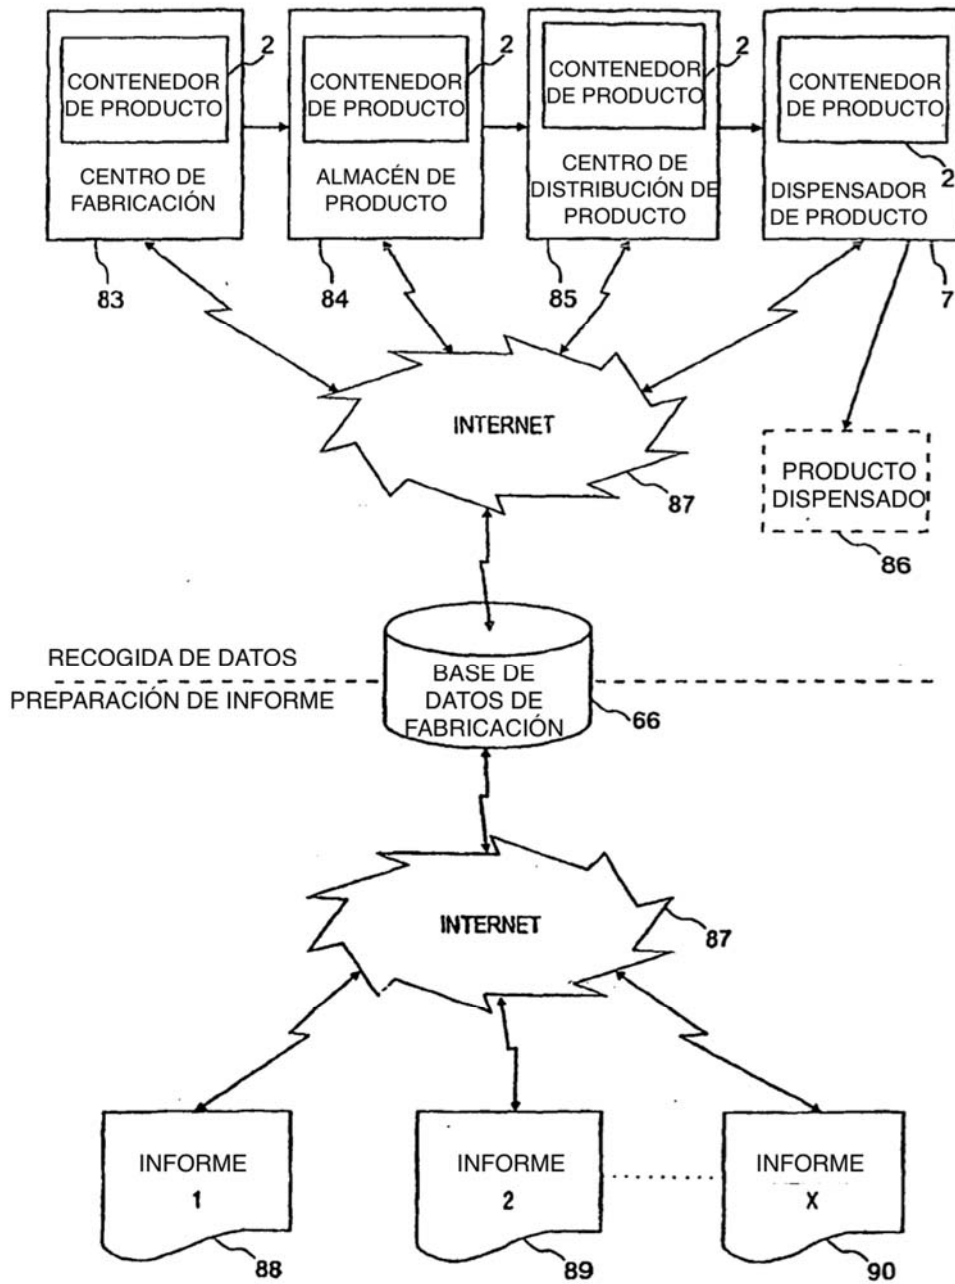 2
CONTENEDOR
DE PRODUCTO
CENTRO DE
FABRICACIÓN
83
2
CONTENEDOR
DE PRODUCTO
ALMACÉN DE
PRODUCTO
84
2
CONTENEDOR
DE PRODUCTO
CENTRO DE
DISTRIBUCIÓN DE
PRODUCTO
85
CONTENEDOR
DE PRODUCTO
2
DISPENSADOR
DE PRODUCTO
7
INTERNET
87
PRODUCTO
DISPENSADO
86
RECOGIDA DE DATOS
PREPARACIÓN DE INFORME
BASE DE
DATOS DE
FABRICACIÓN
66
INTERNET
87
INFORME
1
88
INFORME
2
89
INFORME
X
90